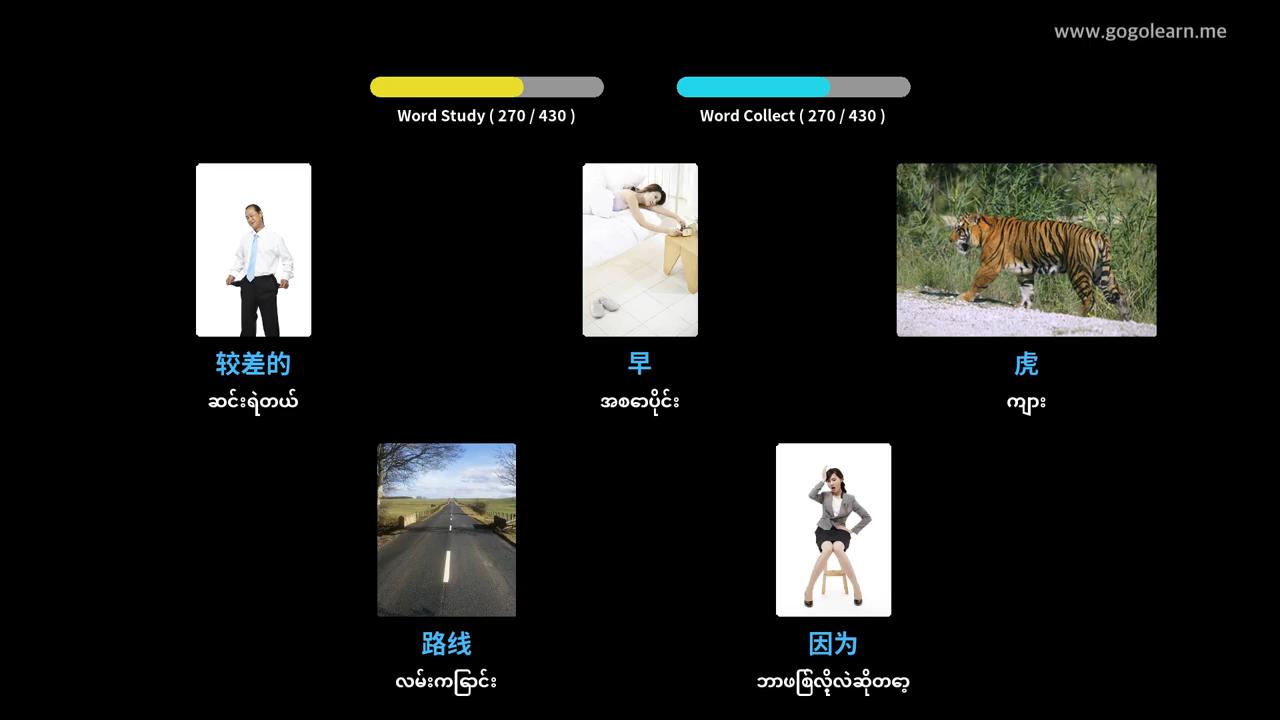 www.gogolearn.me
Word Study ( 270 / 430 )
Word Collect ( 270 / 430 )
较差的
ဆင်းရဲတယ်
早
အစောပိုင်း
虎
ကျား
路线
လမ်းကြောင်း
因为
ဘာဖြစ်လို့လဲဆိုတော့